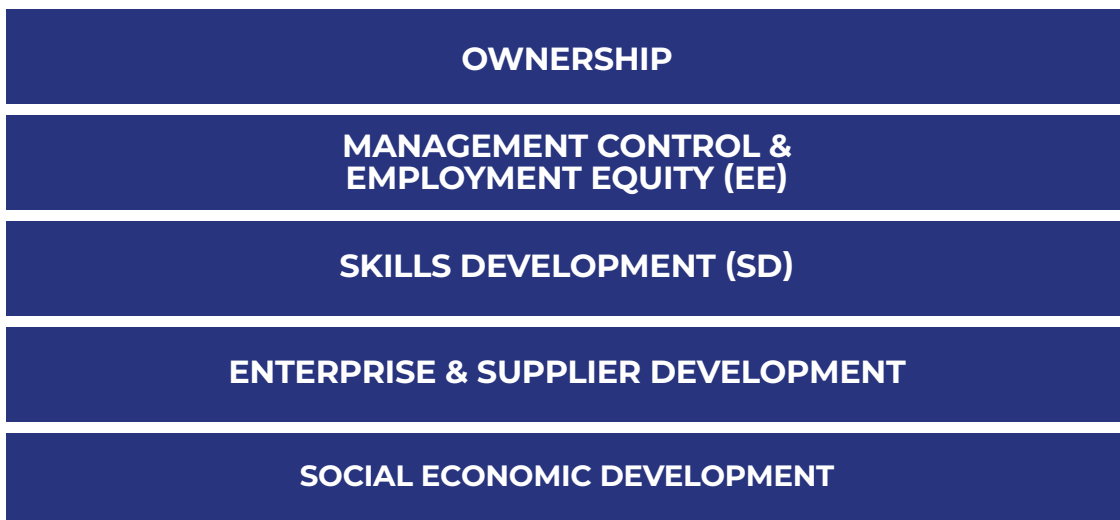 OWNERSHIP
MANAGEMENT CONTROL &
EMPLOYMENT EQUITY (EE)
SKILLS DEVELOPMENT (SD)
ENTERPRISE & SUPPLIER DEVELOPMENT
SOCIAL ECONOMIC DEVELOPMENT